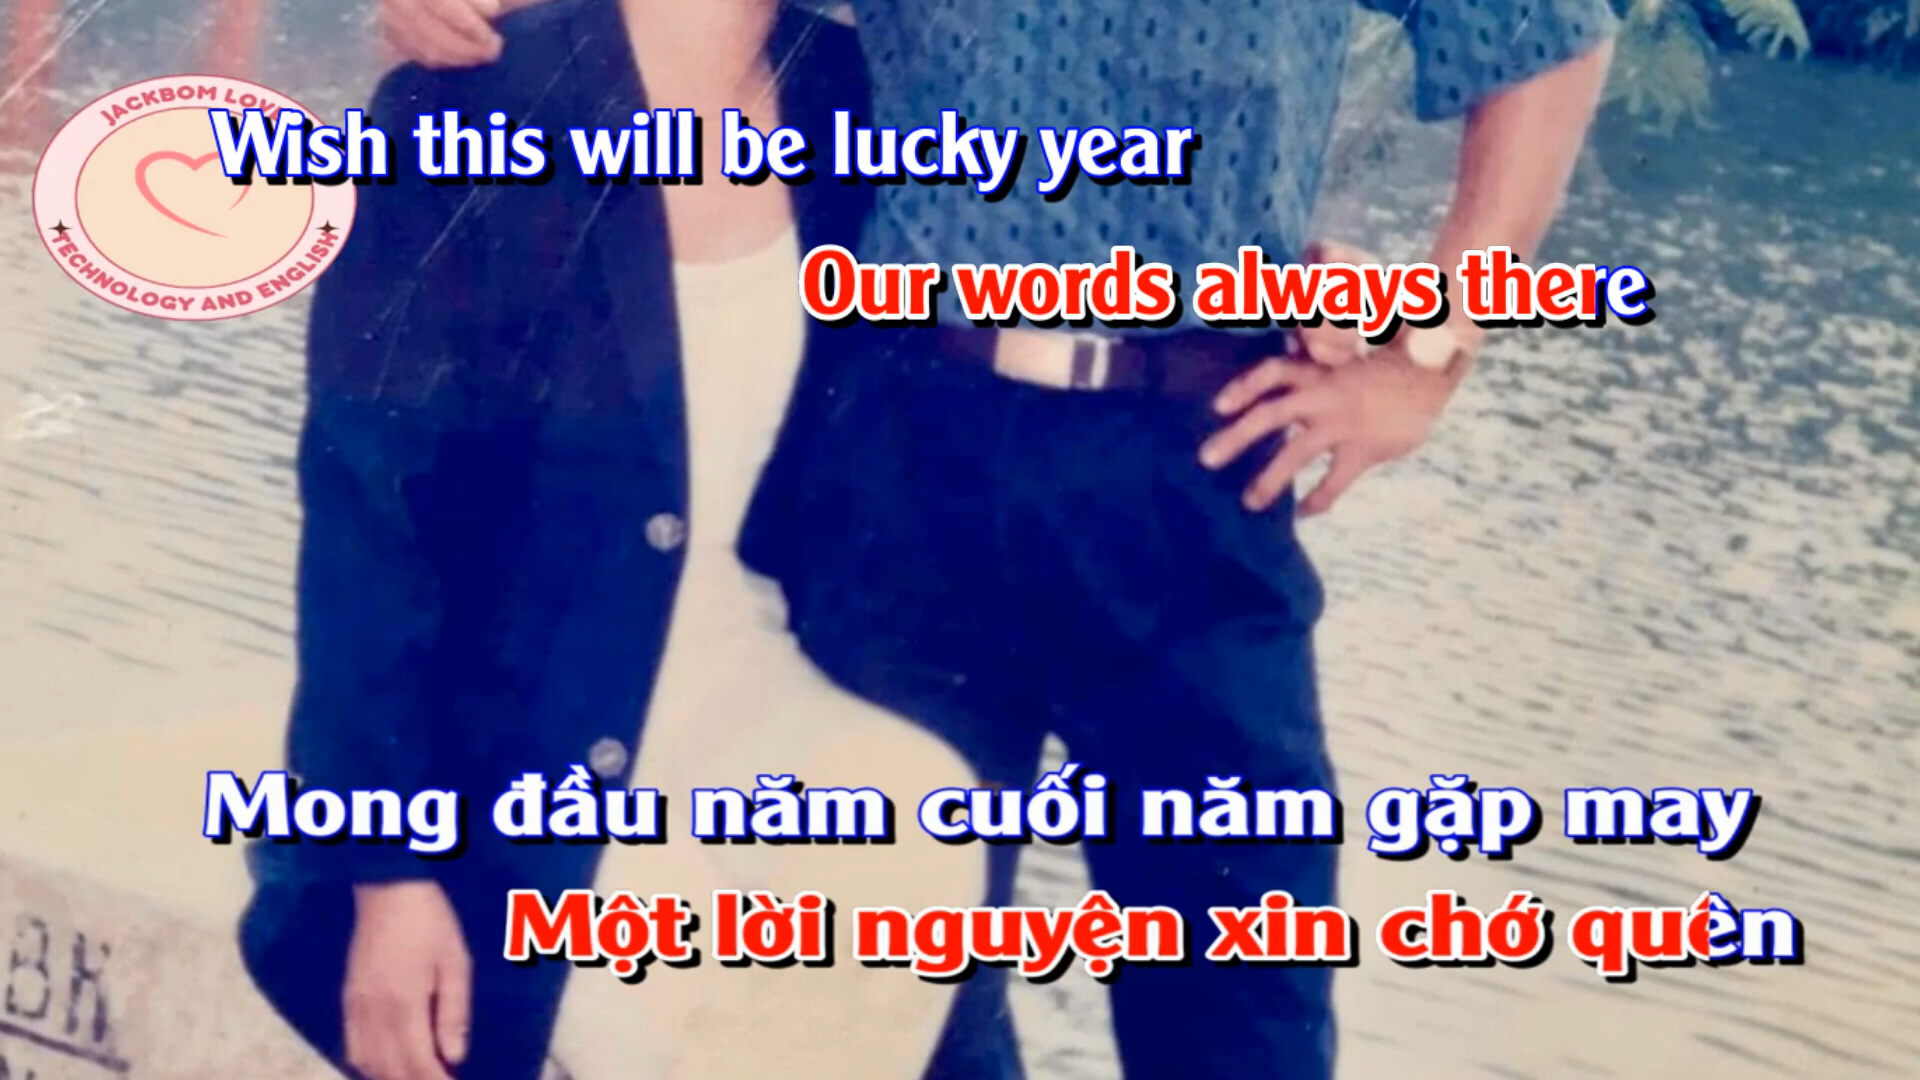 JACKBOM LOVE
Wish this will be lucky year
TECHNOLOGY AND ENGLISH
Our words always there
Mong đầu năm cuối năm gặp may
Một lời nguyện xin chớ quên
BK